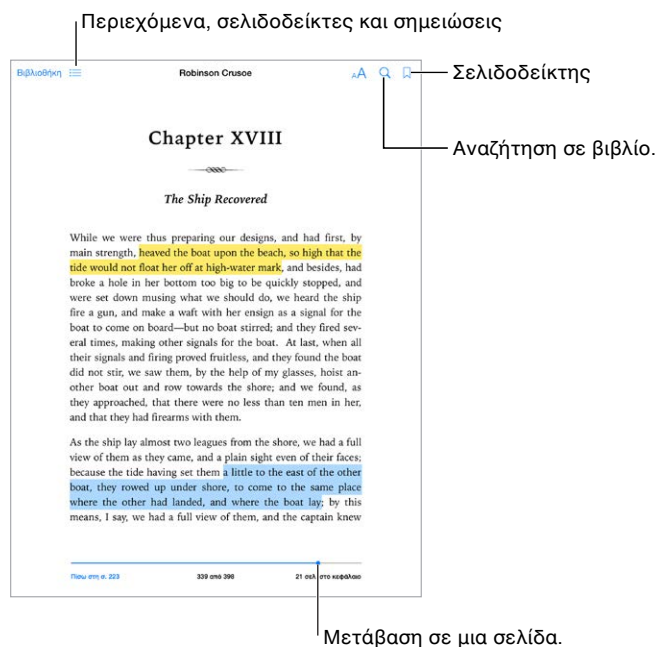 Περιεχόμενα, σελιδοδείκτες και σημειώσεις
Βιβλιοθήκη
Robinson Crusoe
AA
Σελιδοδείκτης
Αναζήτηση σε βιβλίο.
Chapter XVIII
The Ship Recovered
While we were thus preparing our designs, and had first, by
main strength, heaved the boat upon the beach, so high that the
tide would not float her off at high-water mark, and besides, had
broke a hole in her bottom too big to be quickly stopped, and
were set down musing what we should do, we heard the ship
fire a gun, and make a waft with her ensign as a signal for the
boat to come on board—but no boat stirred; and they fired sev-
eral times, making other signals for the boat. At last, when all
their signals and firing proved fruitless, and they found the boat
did not stir, we saw them, by the help of my glasses, hoist an-
other boat out and row towards the shore; and we found, as
they approached, that there were no less than ten men in her,
and that they had firearms with them.
As the ship lay almost two leagues from the shore, we had a full
view of them as they came, and a plain sight even of their faces;
because the tide having set them a little to the east of the other
boat, they rowed up under shore, to come to the same place
where the other had landed, and where the boat lay; by this
means, I say, we had a full view of them, and the captain knew
Πίσω στη σ. 223
339 από 398
21 σελ. στο κεφάλαιο
Μετάβαση σε μια σελίδα.